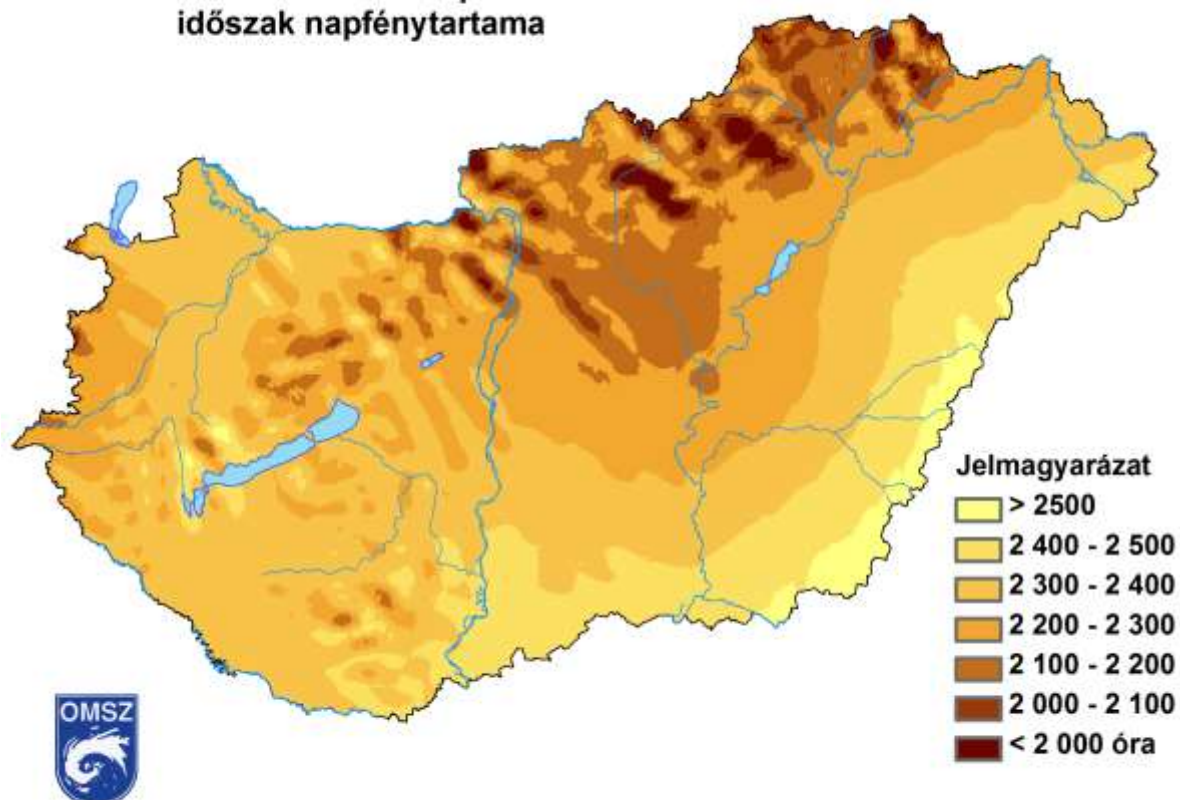 időszak napfénytartama
Jelmagyarázat
> 2500
2 400 - 2 500
2 300 - 2 400
2 200 - 2 300
2 100 - 2 200
2 000 - 2 100
< 2 000 óra
OMSZ